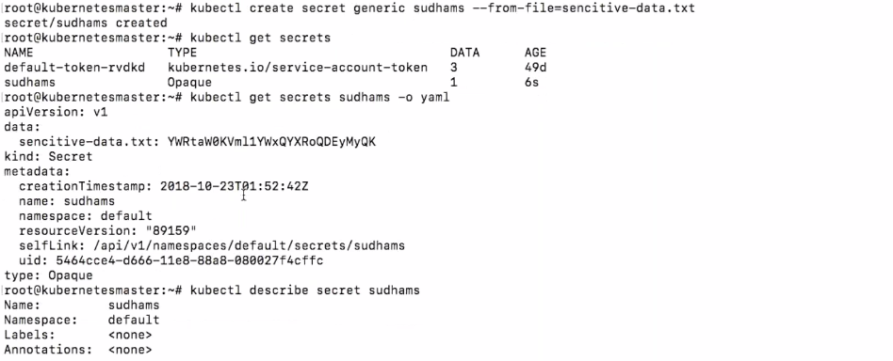 root@kubernetesmaster:~# kubectl create secret generic sudhams --from-file=sencitive-data.txt
secret/sudhams created
root@kubernetesmaster:~# kubectl get secrets
NAME TYPE DATA AGE
default-token-rvdkd kubernetes.io/service-account-token 3 49d
sudhams Opaque 1 6s
root@kubernetesmaster:~# kubectl get secrets sudhams -o yaml
apiVersion: v1
data:
  sencitive-data.txt: YWRtaW0KVml1YWxQYXRoQDEyMyQK
kind: Secret
metadata:
  creationTimestamp: 2018-10-23T01:52:42Z
  name: sudhams
  namespace: default
  resourceVersion: "89159"
  selfLink: /api/v1/namespaces/default/secrets/sudhams
  uid: 5464cce4-d666-11e8-88a8-080027f4cffc
type: Opaque
root@kubernetesmaster:~# kubectl describe secret sudhams
Name: sudhams
Namespace: default
Labels: <none>
Annotations: <none>